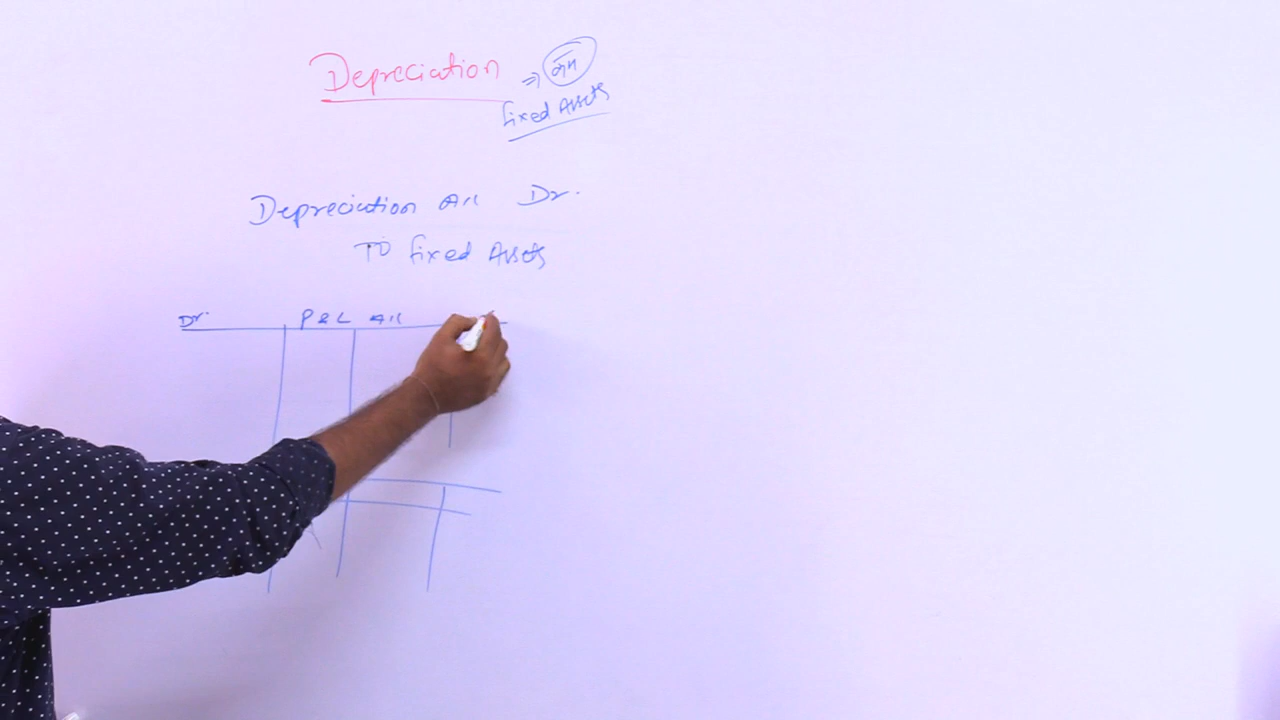 Depreciation ⇒ कम
fixed Assets
Depreciation A/c Dr.
To fixed Assets
Dr. P & L A/c